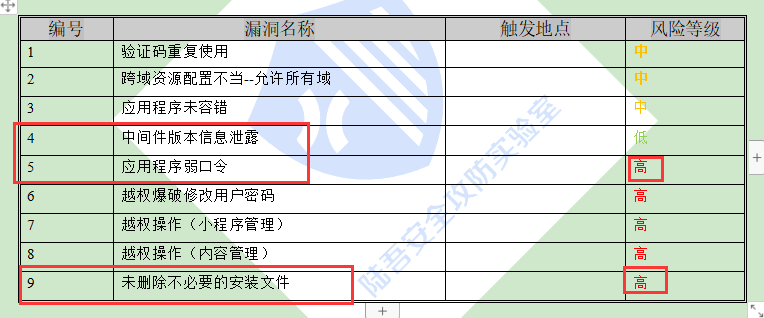 编号 漏洞名称 触发地点 风险等级
1 验证码重复使用 中
2 跨域资源配置不当--允许所有域 中
3 应用程序未容错 中
4 中间件版本信息泄露 低
5 应用程序弱口令 高
6 越权爆破修改用户密码 高
7 越权操作（小程序管理） 高
8 越权操作（内容管理） 高
9 未删除不必要的安装文件 高
陆吾安全攻防实验室